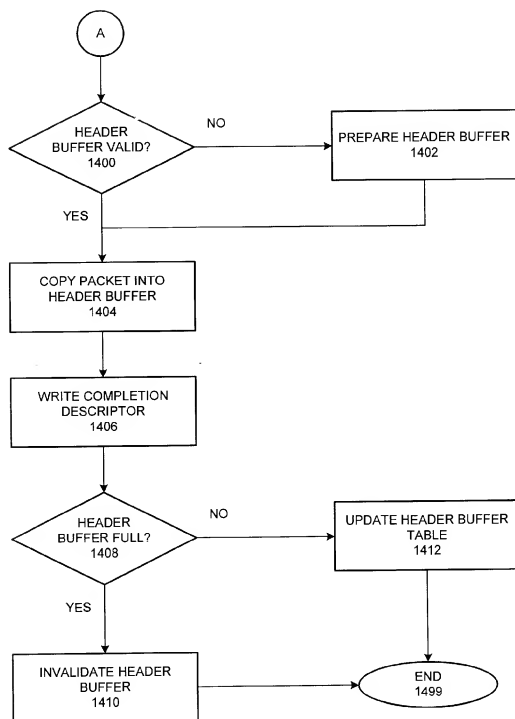 A
HEADER
BUFFER VALID?
1400
NO
PREPARE HEADER BUFFER
1402
YES
COPY PACKET INTO
HEADER BUFFER
1404
WRITE COMPLETION
DESCRIPTOR
1406
HEADER
BUFFER FULL?
1408
NO
UPDATE HEADER BUFFER
TABLE
1412
YES
INVALIDATE HEADER
BUFFER
1410
END
1499